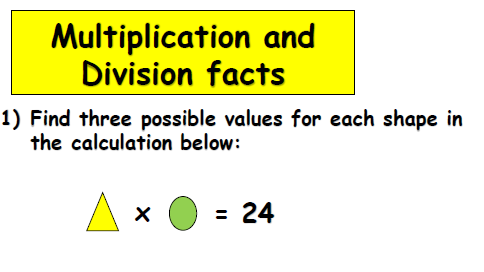 Multiplication and
Division facts
1) Find three possible values for each shape in
the calculation below:
x = 24